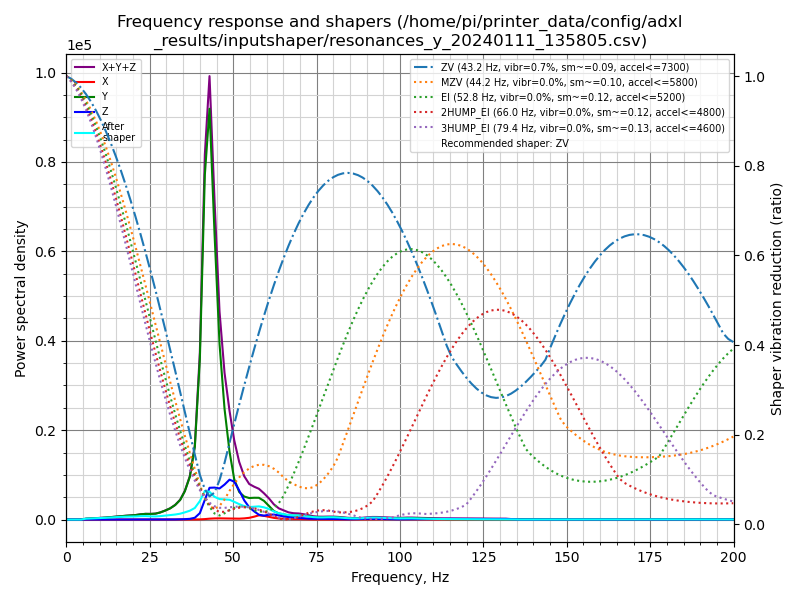 Frequency response and shapers (/home/pi/printer_data/config/adxl
_results/inputshaper/resonances_y_20240111_135805.csv)
1e5
X+Y+Z
X
Y
Z
After
shaper
ZV (43.2 Hz, vibr=0.7%, sm~=0.09, accel<=7300)
MZV (44.2 Hz, vibr=0.0%, sm~=0.10, accel<=5800)
EI (52.8 Hz, vibr=0.0%, sm~=0.12, accel<=5200)
2HUMP_EI (66.0 Hz, vibr=0.0%, sm~=0.12, accel<=4800)
3HUMP_EI (79.4 Hz, vibr=0.0%, sm~=0.13, accel<=4600)
Recommended shaper: ZV
Power spectral density
1.0
0.8
0.6
0.4
0.2
0.0
Shaper vibration reduction (ratio)
1.0
0.8
0.6
0.4
0.2
0.0
0 25 50 75 100 125 150 175 200
Frequency, Hz